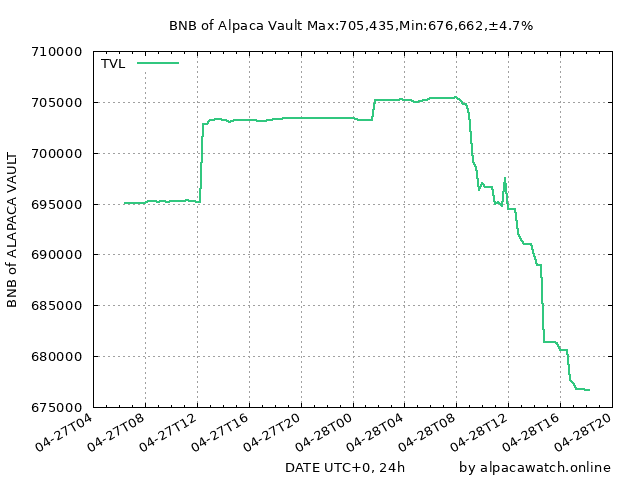 BNB of Alpaca Vault Max:705,435,Min:676,662,±4.7%
710000
TVL
705000
700000
695000
690000
685000
680000
675000
BNB of ALAPACA VAULT
04-27T04
04-27T08
04-27T12
04-27T16
04-27T20
04-28T00
04-28T04
04-28T08
04-28T12
04-28T16
04-28T20
DATE UTC+0, 24h
by alpacawatch.online